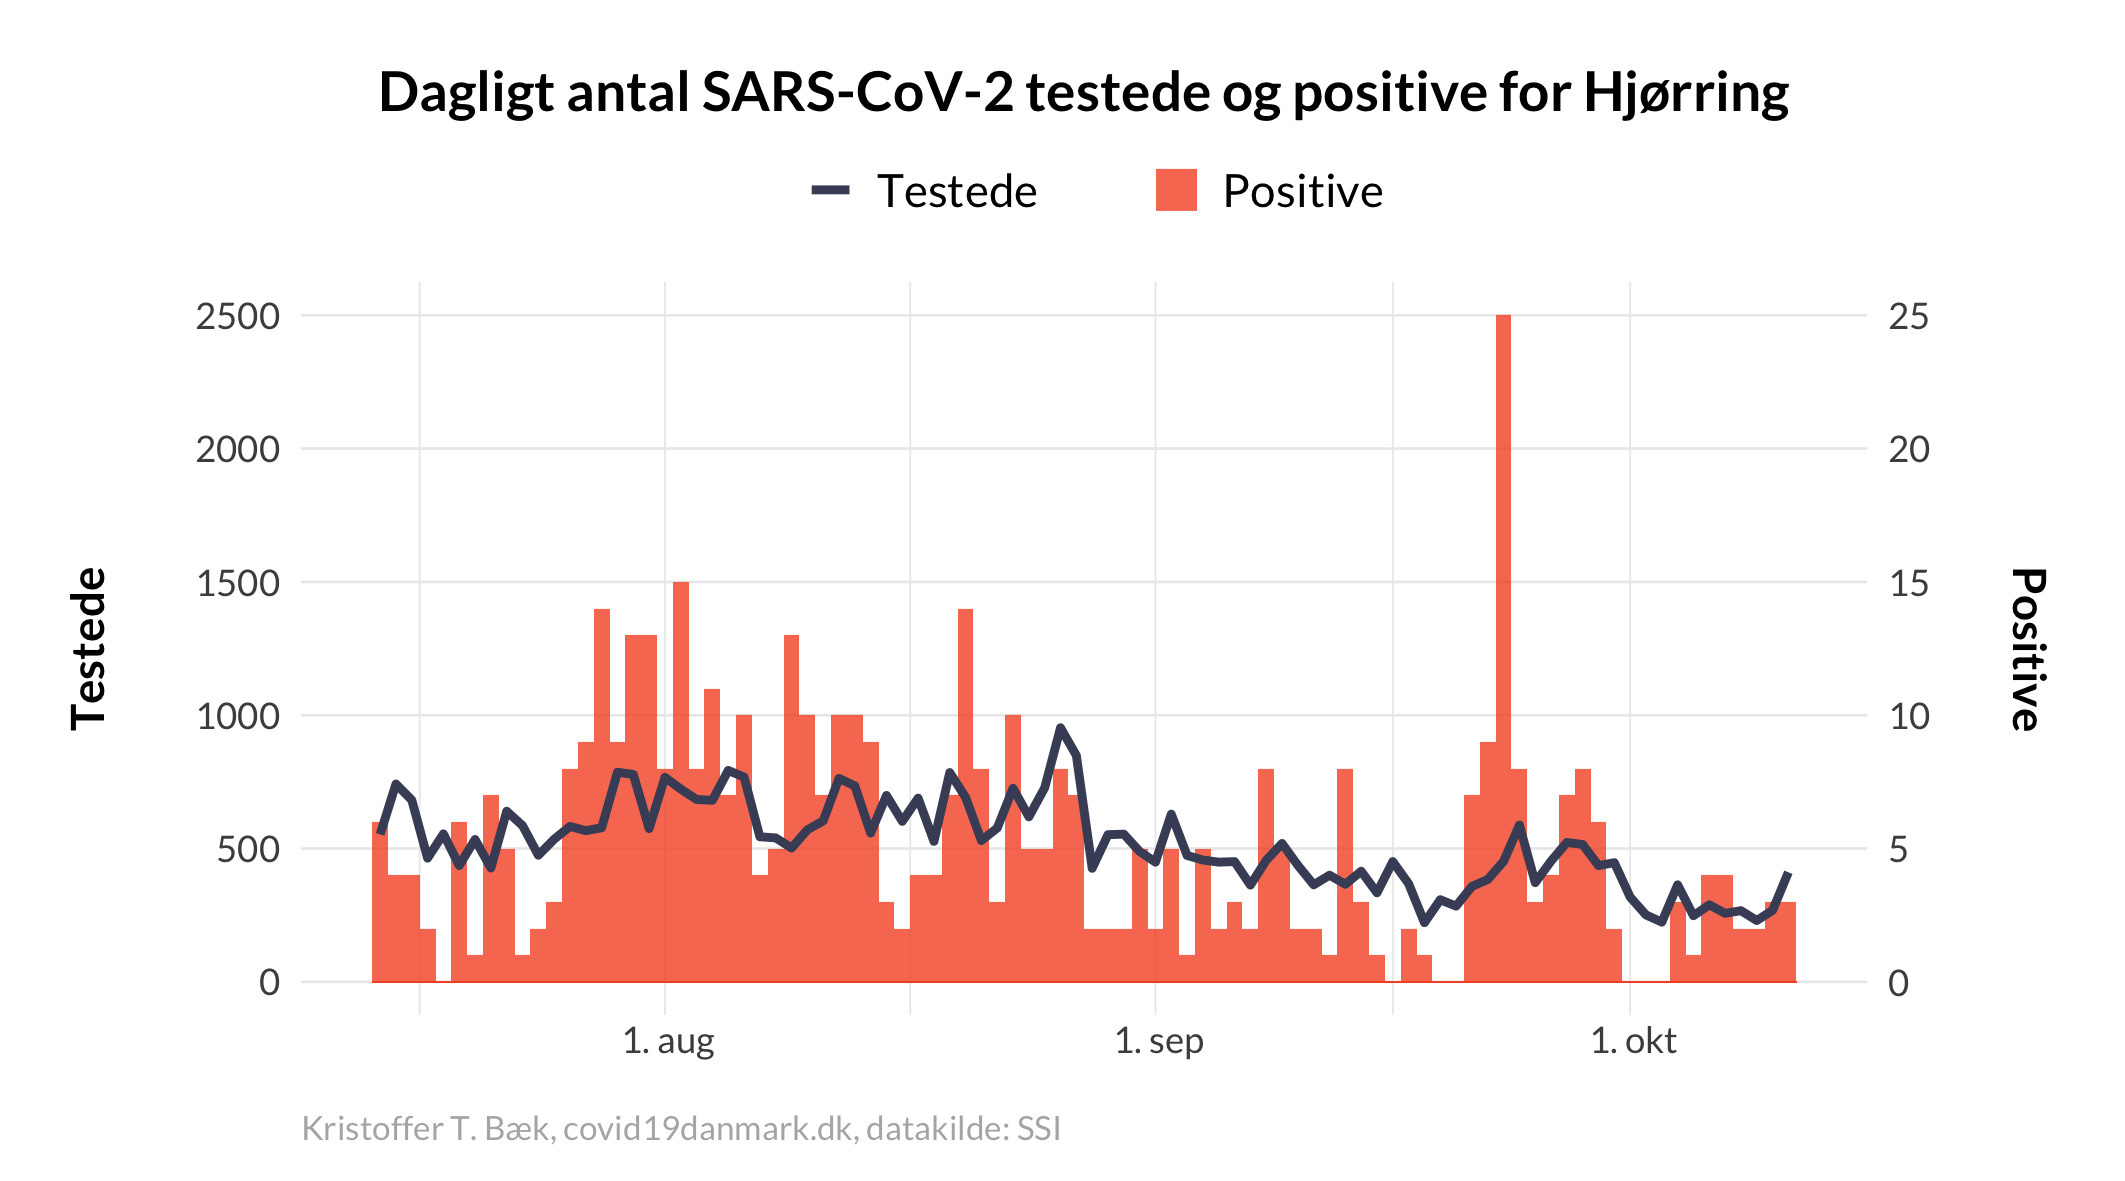 Dagligt antal SARS-CoV-2 testede og positive for Hjørring
Testede Positive
2500 25
2000 20
1500 15
1000 10
500 5
0 0
Testede
Positive
1. aug 1. sep 1. okt
Kristoffer T. Bæk, covid19danmark.dk, datakilde: SSI